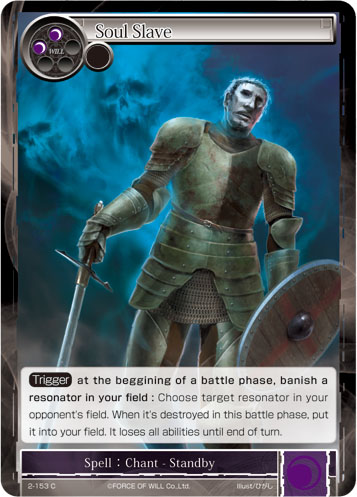 Soul Slave
WILL
Trigger at the beggining of a battle phase, banish a
resonator in your field : Choose target resonator in your
opponent's field. When it's destroyed in this battle phase, put
it into your field. It loses all abilities until end of turn.
Spell : Chant - Standby
2-153 C ©FORCE OF WILL Co.,Ltd. Illust/ひがし